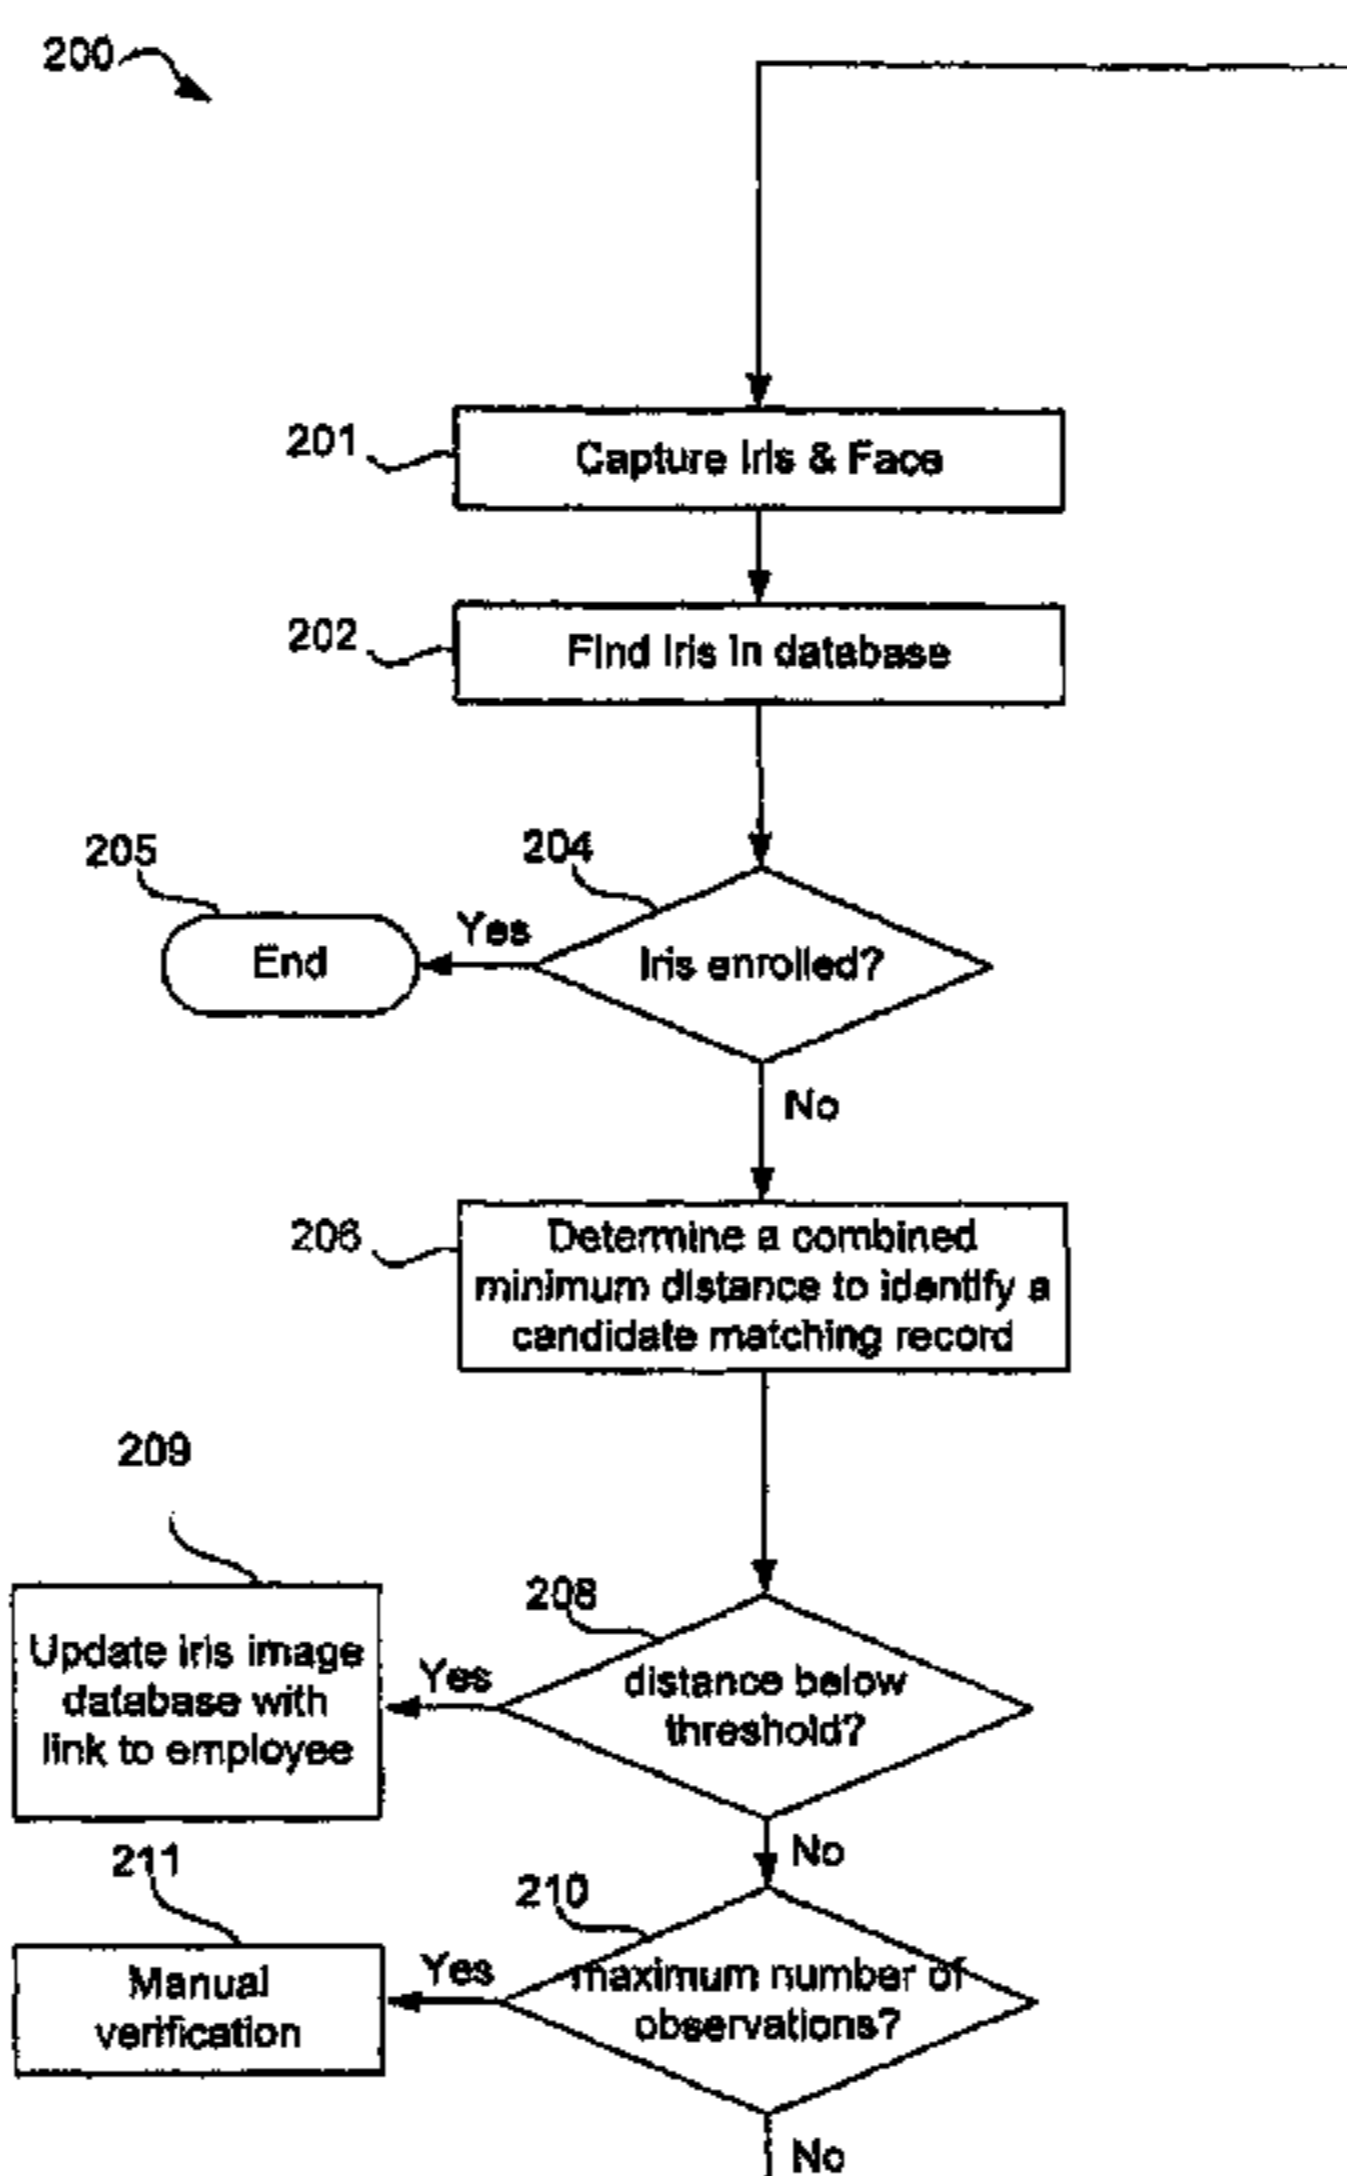 200
201
Capture Iris & Face
202
Find Iris in database
205
204
End
Yes
Iris enrolled?
No
206
Determine a combined
minimum distance to identify a
candidate matching record
209
208
Update iris image
database with
link to employee
Yes
distance below
threshold?
No
211
210
Manual
verification
Yes
maximum number of
observations?
No